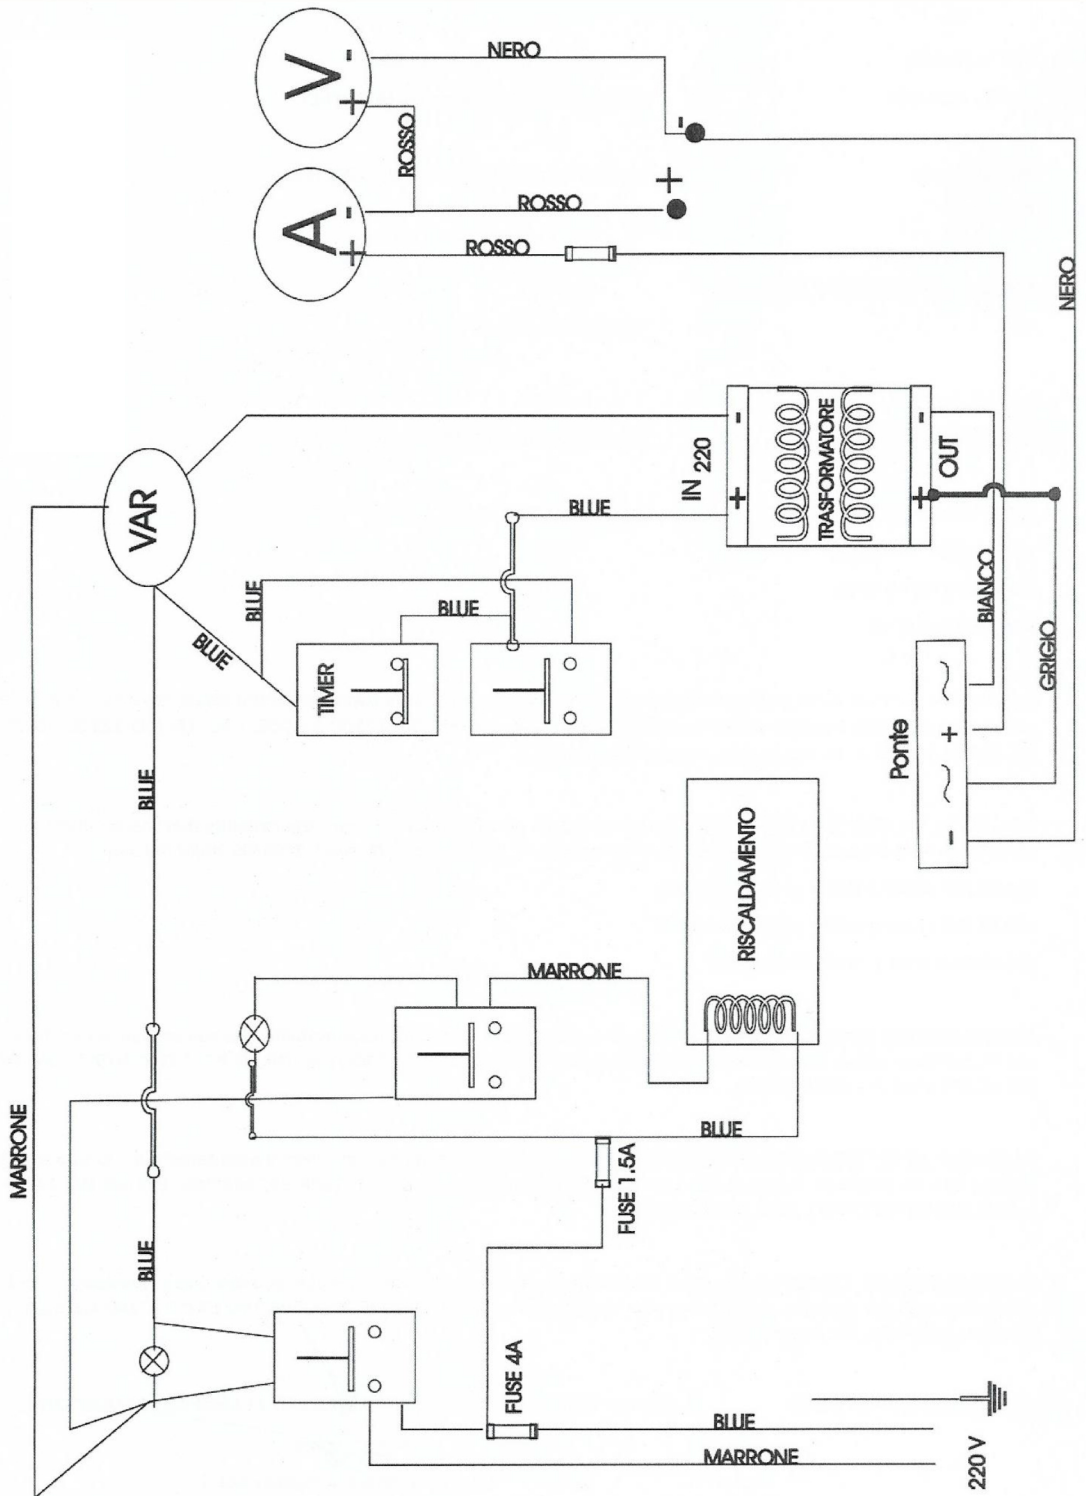 NERO
V
-
+
ROSSO
A
-
+
ROSSO
ROSSO
-
+
NERO
VAR
MARRONE
BLUE
BLUE
BLUE
BLUE
BLUE
TIMER
IN 220
-
+
TRASFORMATORE
-
+
OUT
BIANCO
GRIGIO
Ponte
~
+
~
-
RISCALDAMENTO
MARRONE
BLUE
FUSE 1.5A
BLUE
FUSE 4A
BLUE
MARRONE
220 V